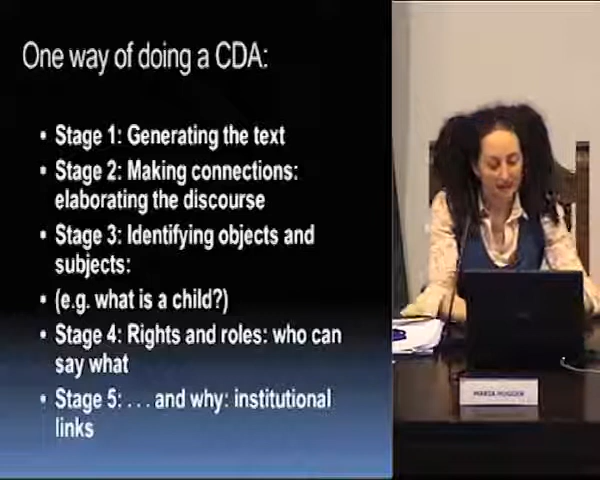 One way of doing a CDA:
• Stage 1: Generating the text
• Stage 2: Making connections:
elaborating the discourse
• Stage 3: Identifying objects and
subjects:
• (e.g. what is a child?)
• Stage 4: Rights and roles: who can
say what
• Stage 5: . . . and why: institutional
links
MARIA